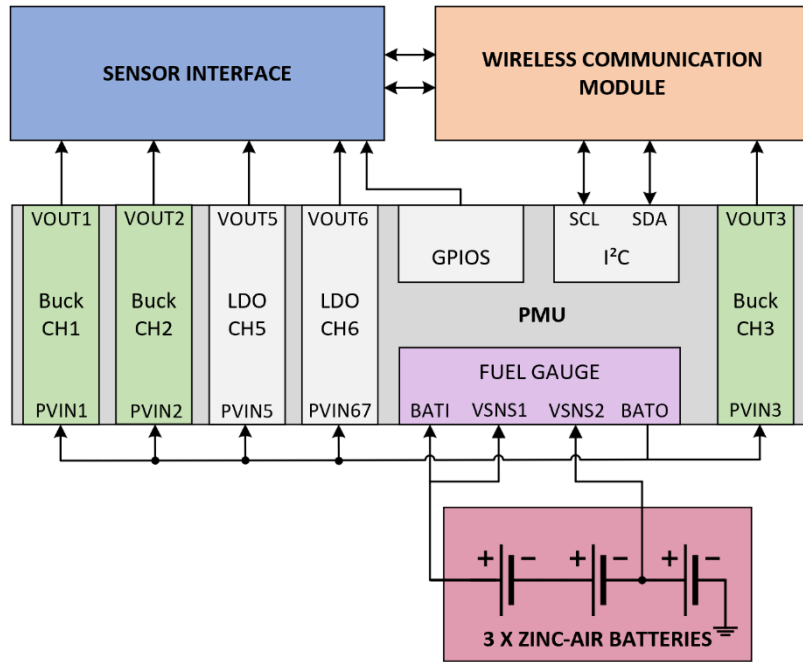 SENSOR INTERFACE
WIRELESS COMMUNICATION
MODULE
VOUT1
VOUT2
VOUT5
VOUT6
SCL
SDA
VOUT3
GPIOS
I²C
Buck
CH1
Buck
CH2
LDO
CH5
LDO
CH6
PMU
Buck
CH3
FUEL GAUGE
PVIN1
PVIN2
PVIN5
PVIN67
BATI
VSNS1
VSNS2
BATO
PVIN3
+
−
+
−
+
−
3 X ZINC-AIR BATTERIES